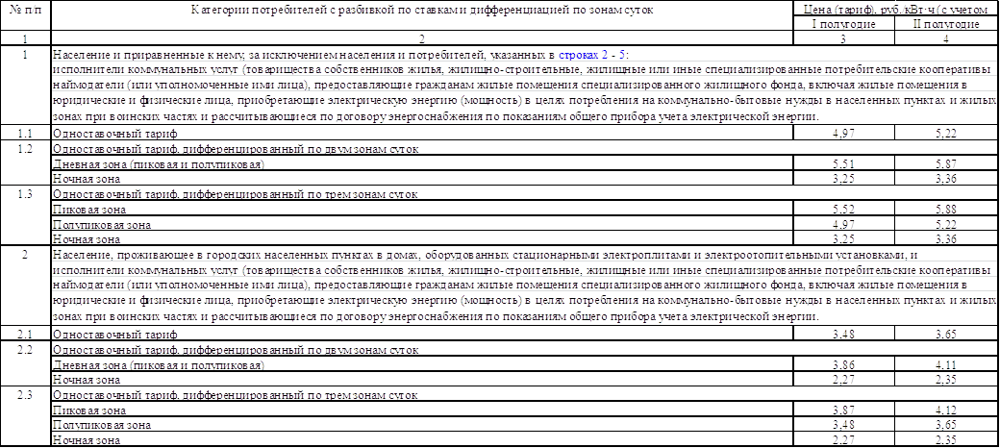 № п/п Категории потребителей с разбивкой по ставкам и дифференциацией по зонам суток Цена (тариф), руб. кВт·ч (с учетом
I полугодие II полугодие
1 2 3 4
1 Население и приравненные к нему, за исключением населения и потребителей, указанных в строках 2 - 5:
исполнители коммунальных услуг (товарищества собственников жилья, жилищно-строительные, жилищные или иные специализированные потребительские кооперативы
наймодатели (или уполномоченные ими лица), предоставляющие гражданам жилые помещения специализированного жилищного фонда, включая жилые помещения в
юридические и физические лица, приобретающие электрическую энергию (мощность) в целях потребления на коммунально-бытовые нужды в населенных пунктах и жилых
зонах при воинских частях и рассчитывающиеся по договору энергоснабжения по показаниям общего прибора учета электрической энергии.
1.1 Одноставочный тариф 4,97 5,22
1.2 Одноставочный тариф, дифференцированный по двум зонам суток
Дневная зона (пиковая и полупиковая) 5,51 5,87
Ночная зона 3,25 3,36
1.3 Одноставочный тариф, дифференцированный по трем зонам суток
Пиковая зона 5,52 5,88
Полупиковая зона 4,97 5,22
Ночная зона 3,25 3,36
2 Население, проживающее в городских населенных пунктах в домах, оборудованных стационарными электроплитами и электроотопительными установками, и
исполнители коммунальных услуг (товарищества собственников жилья, жилищно-строительные, жилищные или иные специализированные потребительские кооперативы
наймодатели (или уполномоченные ими лица), предоставляющие гражданам жилые помещения специализированного жилищного фонда, включая жилые помещения в
юридические и физические лица, приобретающие электрическую энергию (мощность) в целях потребления на коммунально-бытовые нужды в населенных пунктах и жилых
зонах при воинских частях и рассчитывающиеся по договору энергоснабжения по показаниям общего прибора учета электрической энергии.
2.1 Одноставочный тариф 3,48 3,65
2.2 Одноставочный тариф, дифференцированный по двум зонам суток
Дневная зона (пиковая и полупиковая) 3,86 4,11
Ночная зона 2,27 2,35
2.3 Одноставочный тариф, дифференцированный по трем зонам суток
Пиковая зона 3,87 4,12
Полупиковая зона 3,48 3,65
Ночная зона 2,27 2,35